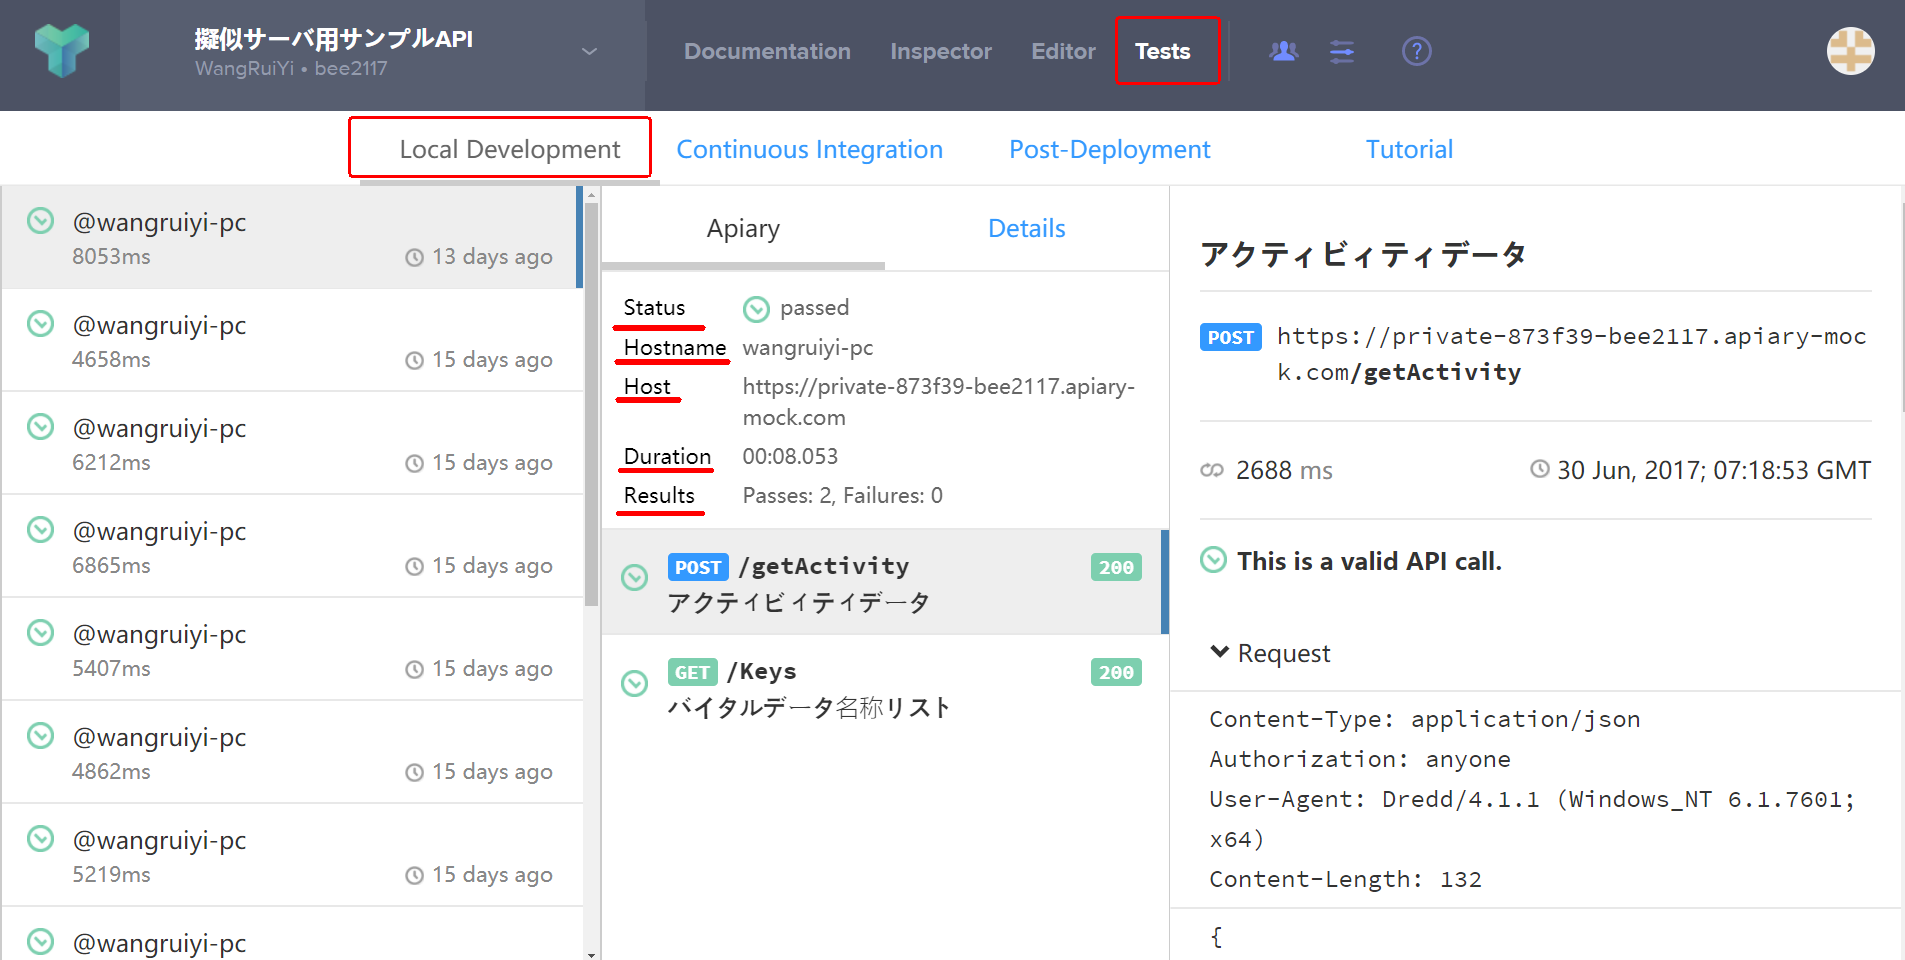 擬似サーバ用サンプルAPI
WangRuiYi • bee2117
Documentation
Inspector
Editor
Tests
?
Local Development
Continuous Integration
Post-Deployment
Tutorial
@wangruiyi-pc
8053ms
13 days ago
@wangruiyi-pc
4658ms
15 days ago
@wangruiyi-pc
6212ms
15 days ago
@wangruiyi-pc
6865ms
15 days ago
@wangruiyi-pc
5407ms
15 days ago
@wangruiyi-pc
4862ms
15 days ago
@wangruiyi-pc
5219ms
15 days ago
@wangruiyi-pc
Apiary
Details
Status passed
Hostname wangruiyi-pc
Host https://private-873f39-bee2117.apiary-
mock.com
Duration 00:08.053
Results Passes: 2, Failures: 0
POST /getActivity 200
アクティビィティデータ
GET /Keys 200
バイタルデータ名称リスト
アクティビィティデータ
POST https://private-873f39-bee2117.apiary-moc
k.com/getActivity
2688 ms
30 Jun, 2017; 07:18:53 GMT
This is a valid API call.
Request
Content-Type: application/json
Authorization: anyone
User-Agent: Dredd/4.1.1 (Windows_NT 6.1.7601;
x64)
Content-Length: 132
{